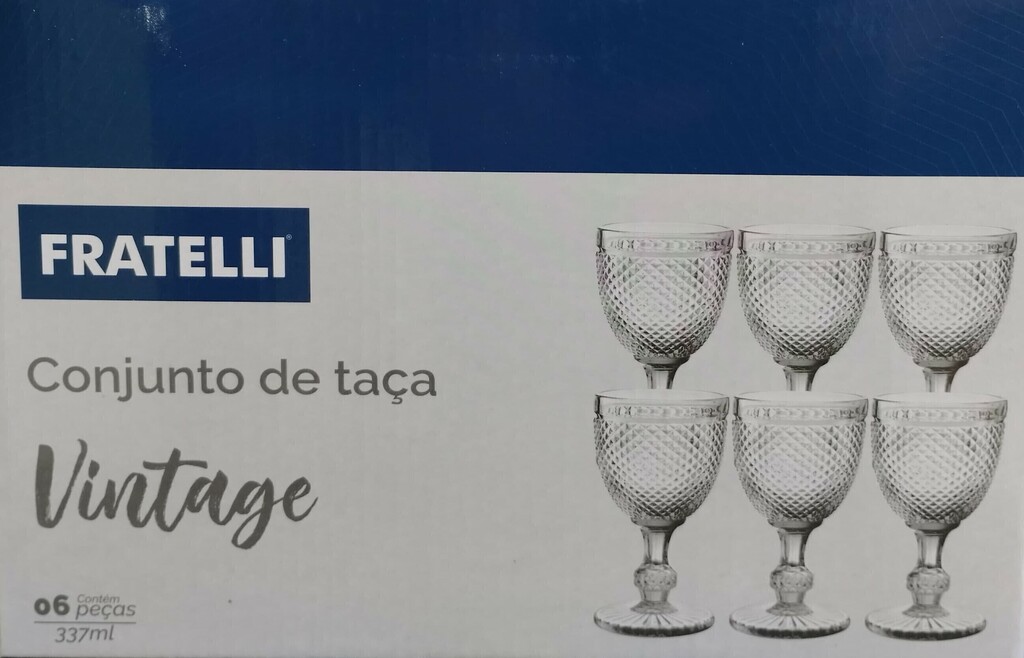 FRATELLI®
Conjunto de taça
Vintage
06 Contém peças
337ml